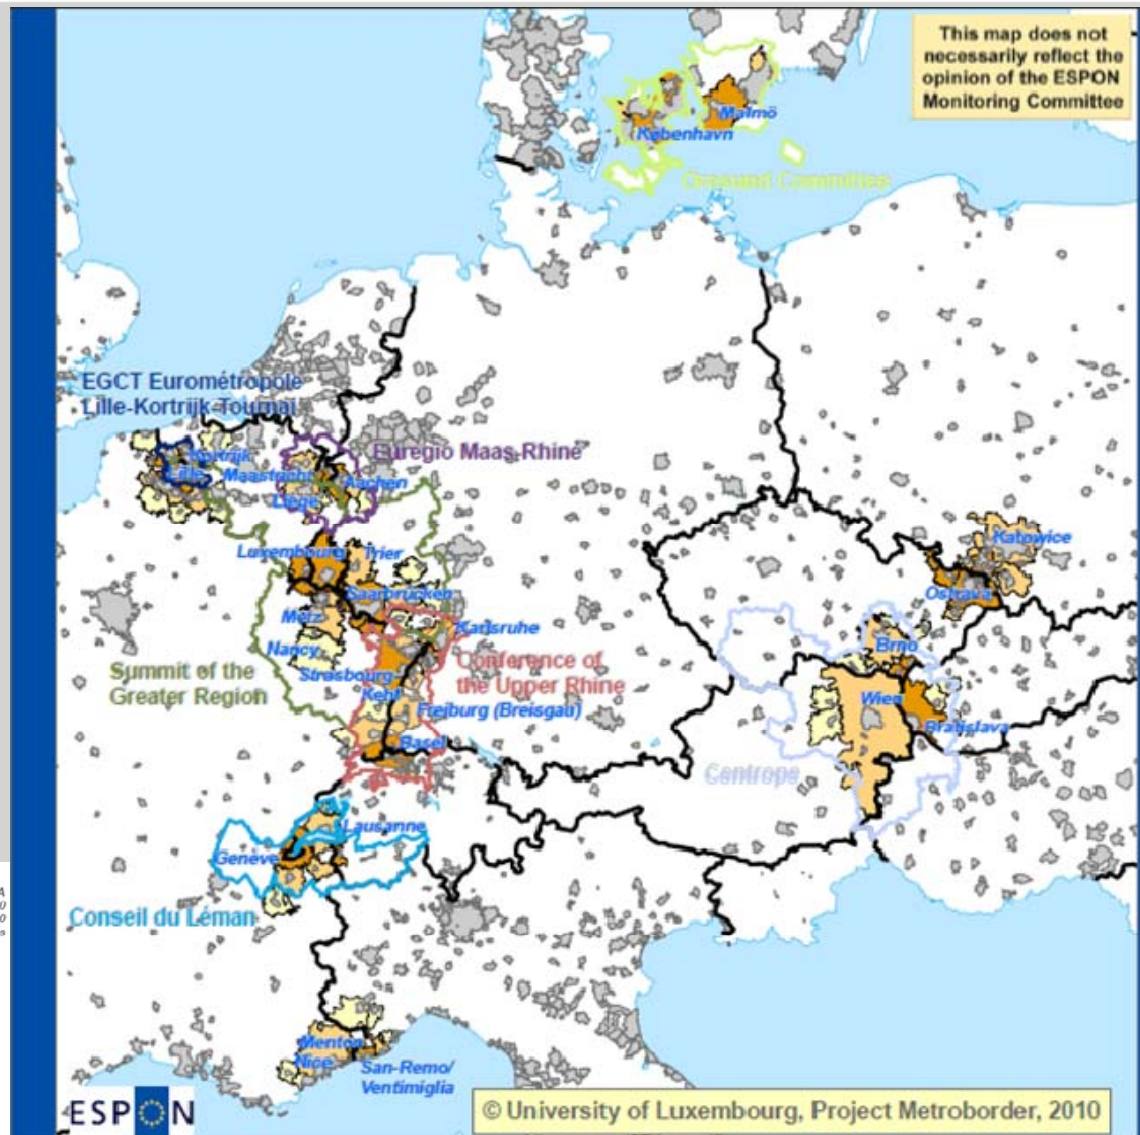 This map does not
necessarily reflect the
opinion of the ESPON
Monitoring Committee
Malmö
København
Öresund Committee
EGCT Eurométropole
Lille-Kortrijk-Tournai
Kortrijk
Lille
Euregio Maas-Rhine
Maastricht
Aachen
Liège
Luxembourg
Trier
Katowice
Ostrava
Saarbrücken
Metz
Karlsruhe
Nancy
Brno
Summit of the
Greater Region
Strasbourg
Kehl
Conference of
the Upper Rhine
Freiburg (Breisgau)
Wien
Bratislava
Basel
Centrope
Lausanne
Genève
Conseil du Léman
Menton
Nice
San-Remo/
Ventimiglia
ESPON
© University of Luxembourg, Project Metroborder, 2010